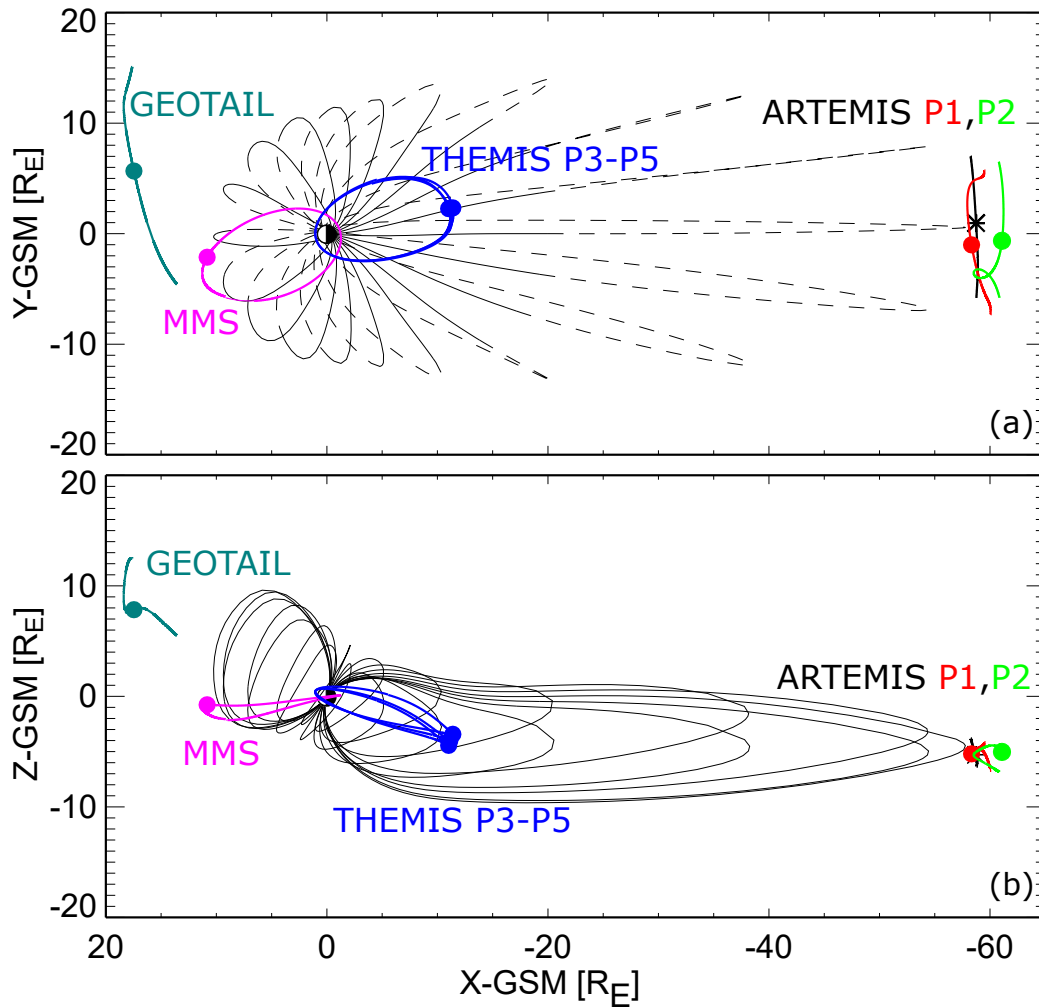 20
10
0
-10
-20
Y-GSM [RE]
GEOTAIL
THEMIS P3-P5
ARTEMIS P1,P2
MMS
(a)
20
10
0
-10
-20
Z-GSM [RE]
GEOTAIL
ARTEMIS P1,P2
MMS
THEMIS P3-P5
(b)
20 0 -20 -40 -60
X-GSM [RE]